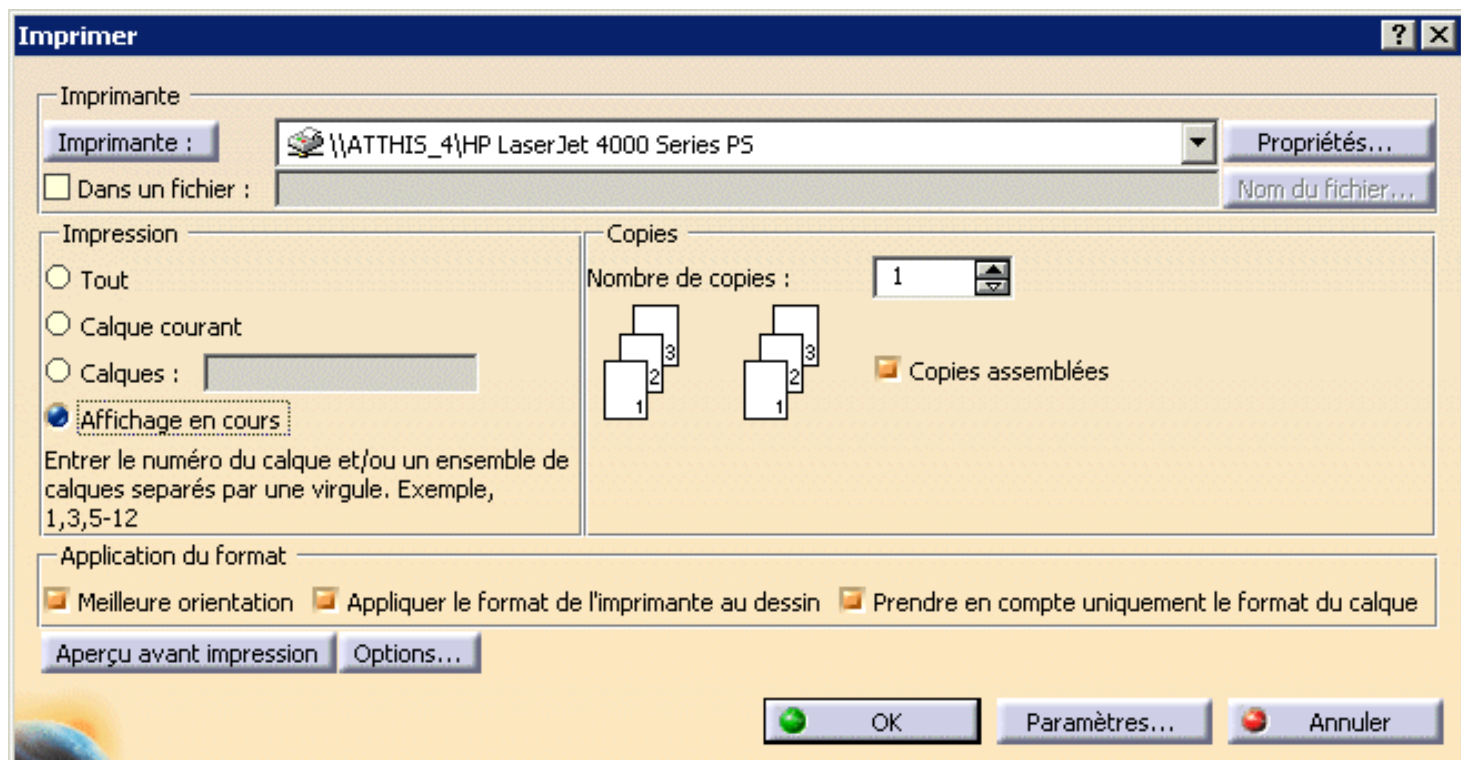 Imprimer
Imprimante
Imprimante : \\ATTHIS_4\HP LaserJet 4000 Series PS Propriétés...
Dans un fichier : Nom du fichier...
Impression
Tout
Calque courant
Calques :
Affichage en cours
Entrer le numéro du calque et/ou un ensemble de
calques separés par une virgule. Exemple,
1,3,5-12
Copies
Nombre de copies : 1
3 3
2 2
1 1
Copies assemblées
Application du format
Meilleure orientation Appliquer le format de l'imprimante au dessin Prendre en compte uniquement le format du calque
Aperçu avant impression Options...
OK Paramètres... Annuler